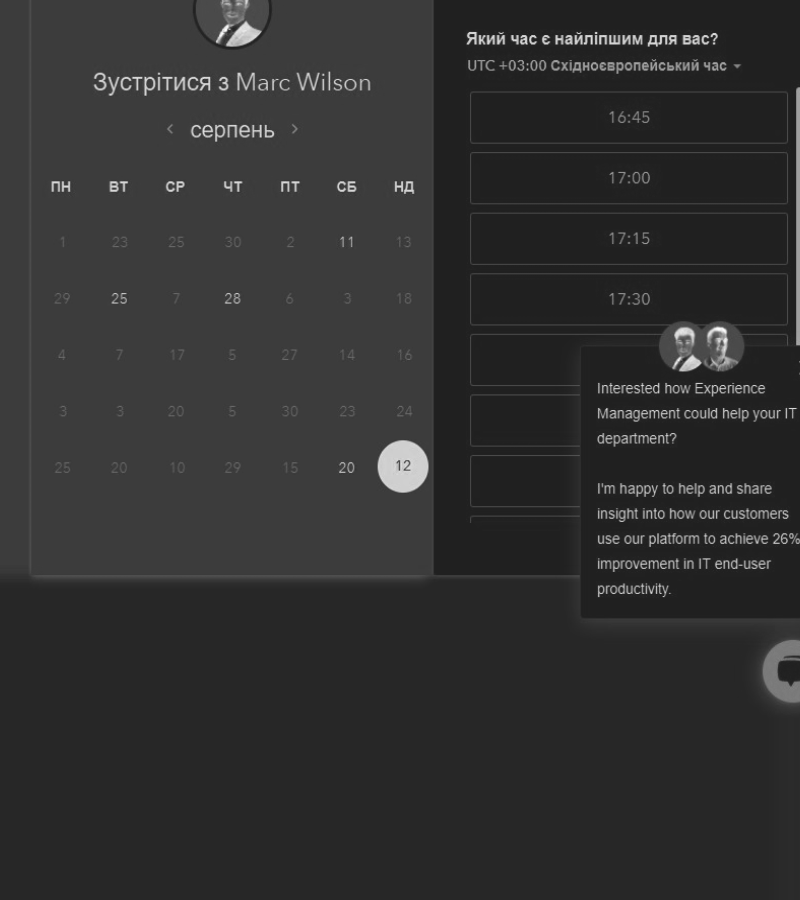 Зустрітися з Marc Wilson
серпень
ПН ВТ СР ЧТ ПТ СБ НД
1 23 25 30 2 11 13
29 25 7 28 6 3 18
4 7 17 5 27 14 16
3 3 20 5 30 23 24
25 20 10 29 15 20 12
Який час є найліпшим для вас?
UTC +03:00 Східноєвропейський час
16:45
17:00
17:15
17:30
Interested how Experience
Management could help your IT
department?
I'm happy to help and share
insight into how our customers
use our platform to achieve 26%
improvement in IT end-user
productivity.